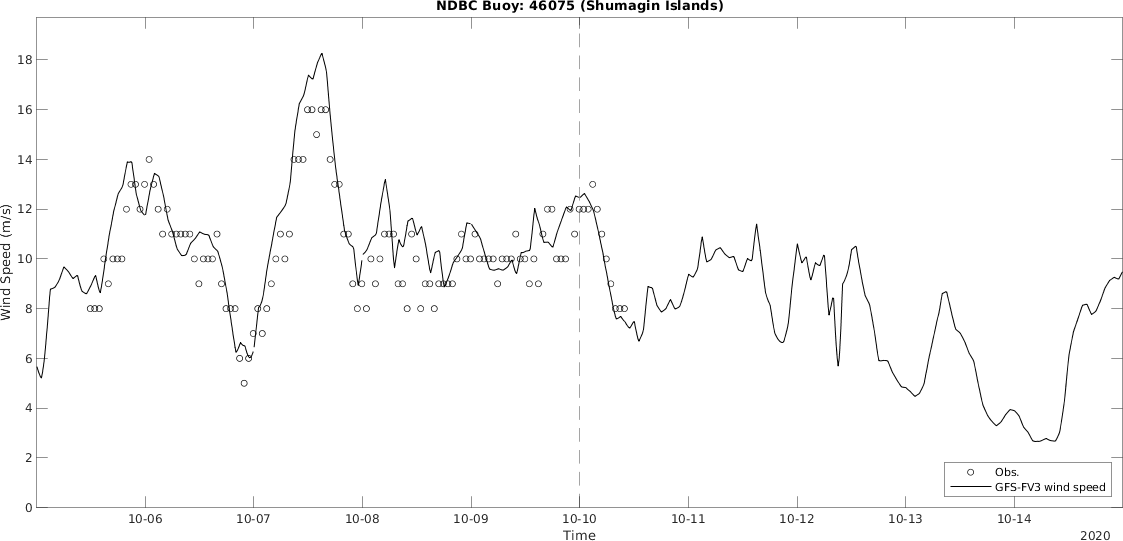 NDBC Buoy: 46075 (Shumagin Islands)
Wind Speed (m/s)
18
16
14
12
10
8
6
4
2
0
10-06 10-07 10-08 10-09 10-10 10-11 10-12 10-13 10-14
Time
2020
Obs.
GFS-FV3 wind speed